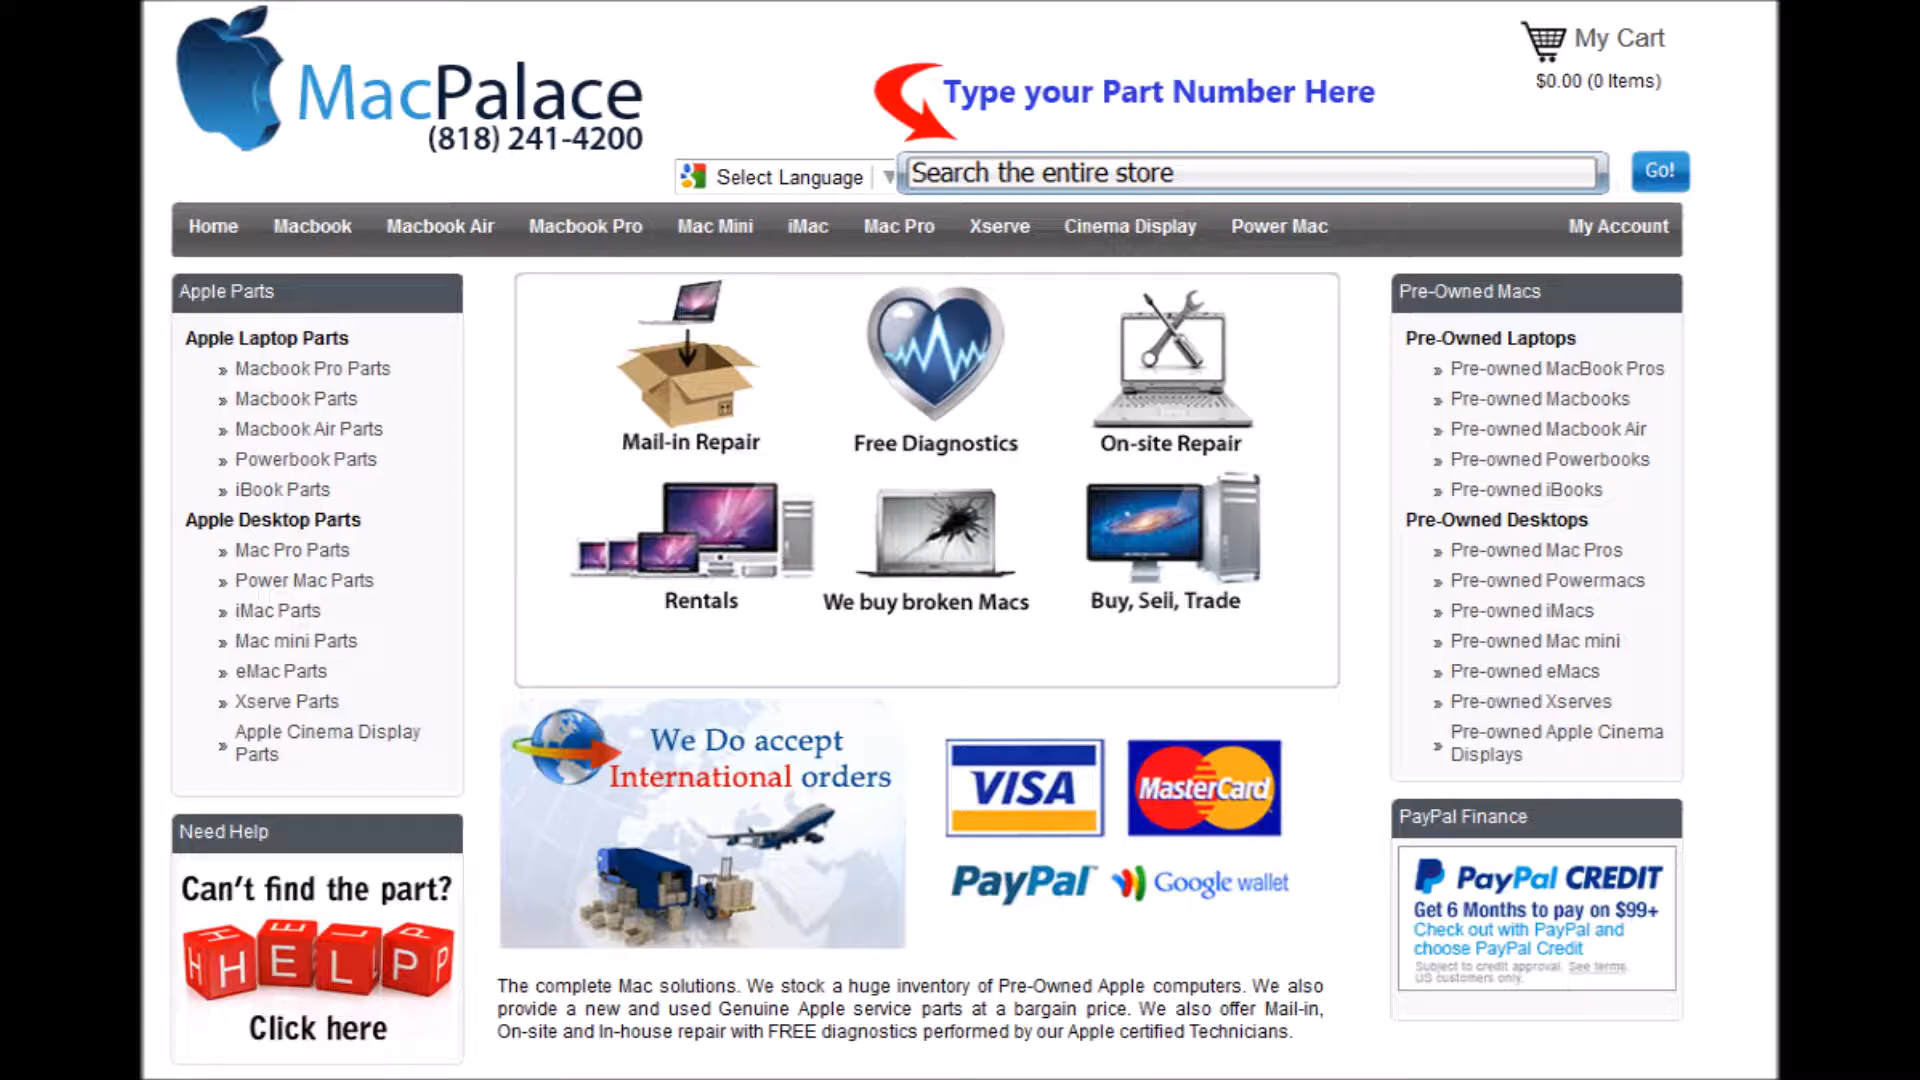 MacPalace
(818) 241-4200
Type your Part Number Here
My Cart
$0.00 (0 Items)
Select Language
Search the entire store
Go!
Home Macbook Macbook Air Macbook Pro Mac Mini iMac Mac Pro Xserve Cinema Display Power Mac My Account
Apple Parts
Apple Laptop Parts
» Macbook Pro Parts
» Macbook Parts
» Macbook Air Parts
» Powerbook Parts
» iBook Parts
Apple Desktop Parts
» Mac Pro Parts
» Power Mac Parts
» iMac Parts
» Mac mini Parts
» eMac Parts
» Xserve Parts
» Apple Cinema Display
Parts
Need Help
Can't find the part?
HELP
Click here
Mail-in Repair
Free Diagnostics
On-site Repair
Rentals
We buy broken Macs
Buy, Sell, Trade
We Do accept
International orders
VISA
MasterCard
PayPal
Google wallet
The complete Mac solutions. We stock a huge inventory of Pre-Owned Apple computers. We also
provide a new and used Genuine Apple service parts at a bargain price. We also offer Mail-in,
On-site and In-house repair with FREE diagnostics performed by our Apple certified Technicians.
Pre-Owned Macs
Pre-Owned Laptops
» Pre-owned MacBook Pros
» Pre-owned Macbooks
» Pre-owned Macbook Air
» Pre-owned Powerbooks
» Pre-owned iBooks
Pre-Owned Desktops
» Pre-owned Mac Pros
» Pre-owned Powermacs
» Pre-owned iMacs
» Pre-owned Mac mini
» Pre-owned eMacs
» Pre-owned Xserves
» Pre-owned Apple Cinema
Displays
PayPal Finance
PayPal CREDIT
Get 6 Months to pay on $99+
Check out with PayPal and
choose PayPal Credit
Subject to credit approval. See terms.
US customers only.